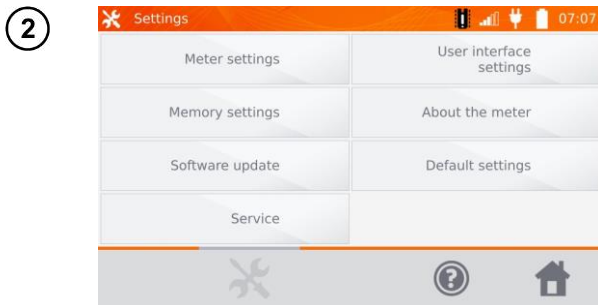 2
Settings
07:07
Meter settings
User interface
settings
Memory settings
About the meter
Software update
Default settings
Service
?